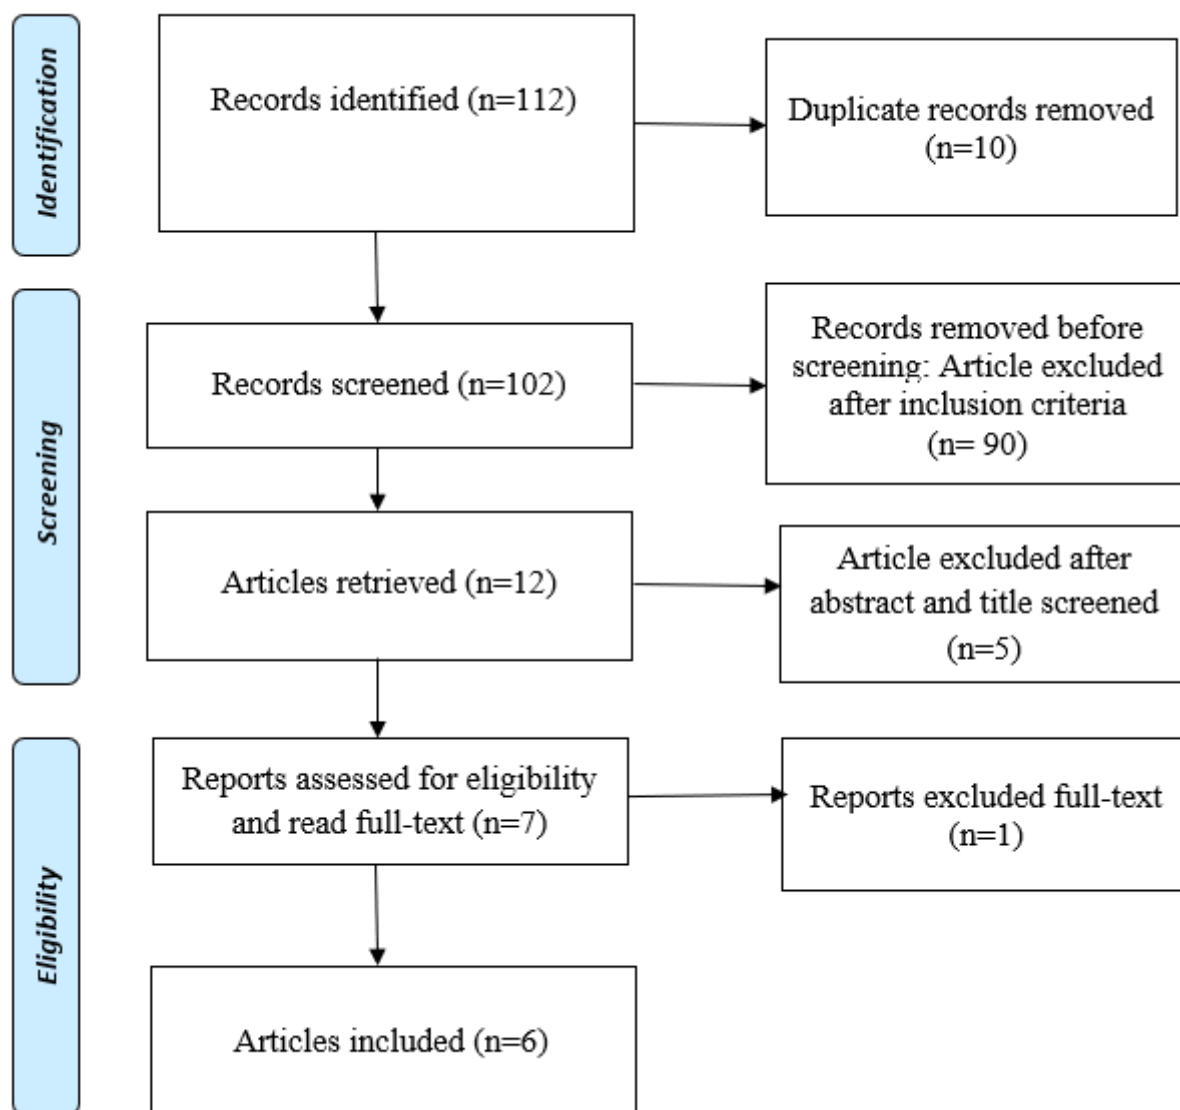 Identification
Records identified (n=112)
Duplicate records removed
(n=10)
Screening
Records screened (n=102)
Records removed before
screening: Article excluded
after inclusion criteria
(n= 90)
Articles retrieved (n=12)
Article excluded after
abstract and title screened
(n=5)
Eligibility
Reports assessed for eligibility
and read full-text (n=7)
Reports excluded full-text
(n=1)
Articles included (n=6)